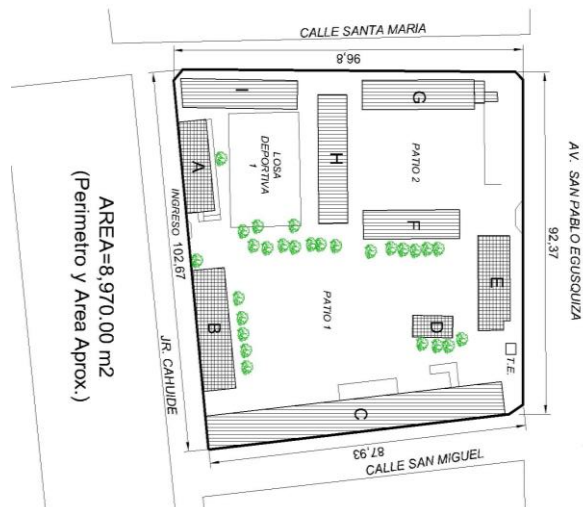 CALLE SANTA MARIA
96,8
I
G
AV. SAN PABLO EGUSQUIZA
A
LOSA
DEPORTIVA
1
H
PATIO 2
F
INGRESO
102,67
92,37
E
AREA=8,970.00 m2
(Perimetro y Area Aprox.)
B
PATIO 1
D
T.E.
JR. CAHUIDE
C
87,93
CALLE SAN MIGUEL